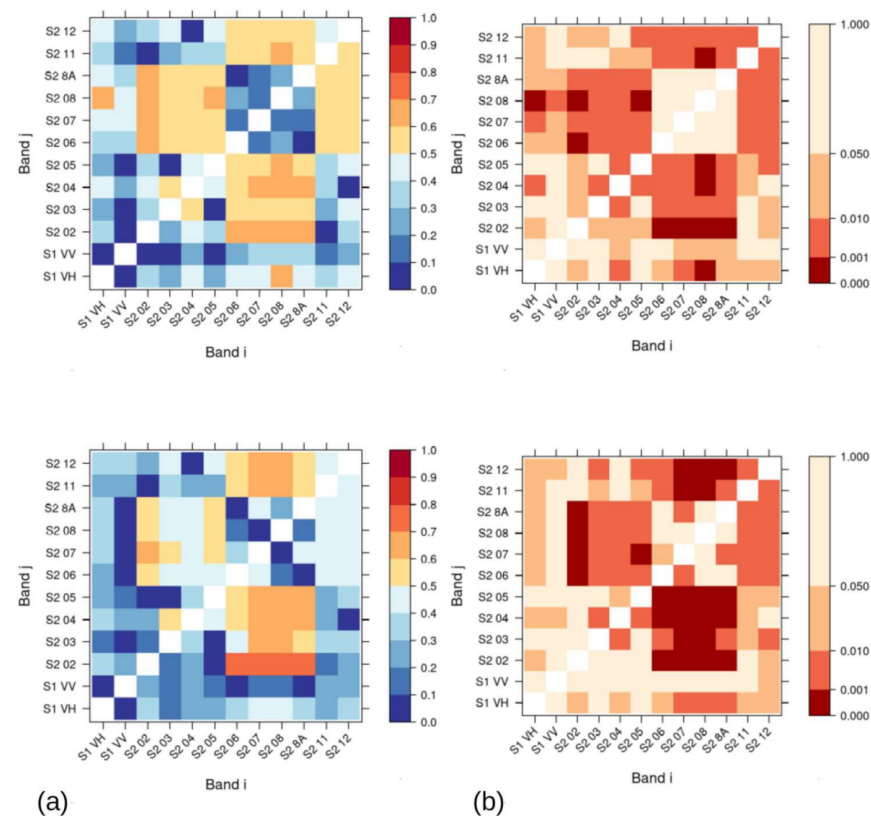 S2 12
S2 11
S2 8A
S2 08
S2 07
S2 06
S2 05
S2 04
S2 03
S2 02
S1 VV
S1 VH
Band j
S1 VH
S1 VV
S2 02
S2 03
S2 04
S2 05
S2 06
S2 07
S2 08
S2 8A
S2 11
S2 12
Band i
1.0
0.9
0.8
0.7
0.6
0.5
0.4
0.3
0.2
0.1
0.0
S2 12
S2 11
S2 8A
S2 08
S2 07
S2 06
S2 05
S2 04
S2 03
S2 02
S1 VV
S1 VH
Band j
S1 VH
S1 VV
S2 02
S2 03
S2 04
S2 05
S2 06
S2 07
S2 08
S2 8A
S2 11
S2 12
Band i
1.000
0.050
0.010
0.001
0.000
S2 12
S2 11
S2 8A
S2 08
S2 07
S2 06
S2 05
S2 04
S2 03
S2 02
S1 VV
S1 VH
Band j
S1 VH
S1 VV
S2 02
S2 03
S2 04
S2 05
S2 06
S2 07
S2 08
S2 8A
S2 11
S2 12
Band i
1.0
0.9
0.8
0.7
0.6
0.5
0.4
0.3
0.2
0.1
0.0
(a)
S2 12
S2 11
S2 8A
S2 08
S2 07
S2 06
S2 05
S2 04
S2 03
S2 02
S1 VV
S1 VH
Band j
S1 VH
S1 VV
S2 02
S2 03
S2 04
S2 05
S2 06
S2 07
S2 08
S2 8A
S2 11
S2 12
Band i
1.000
0.050
0.010
0.001
0.000
(b)